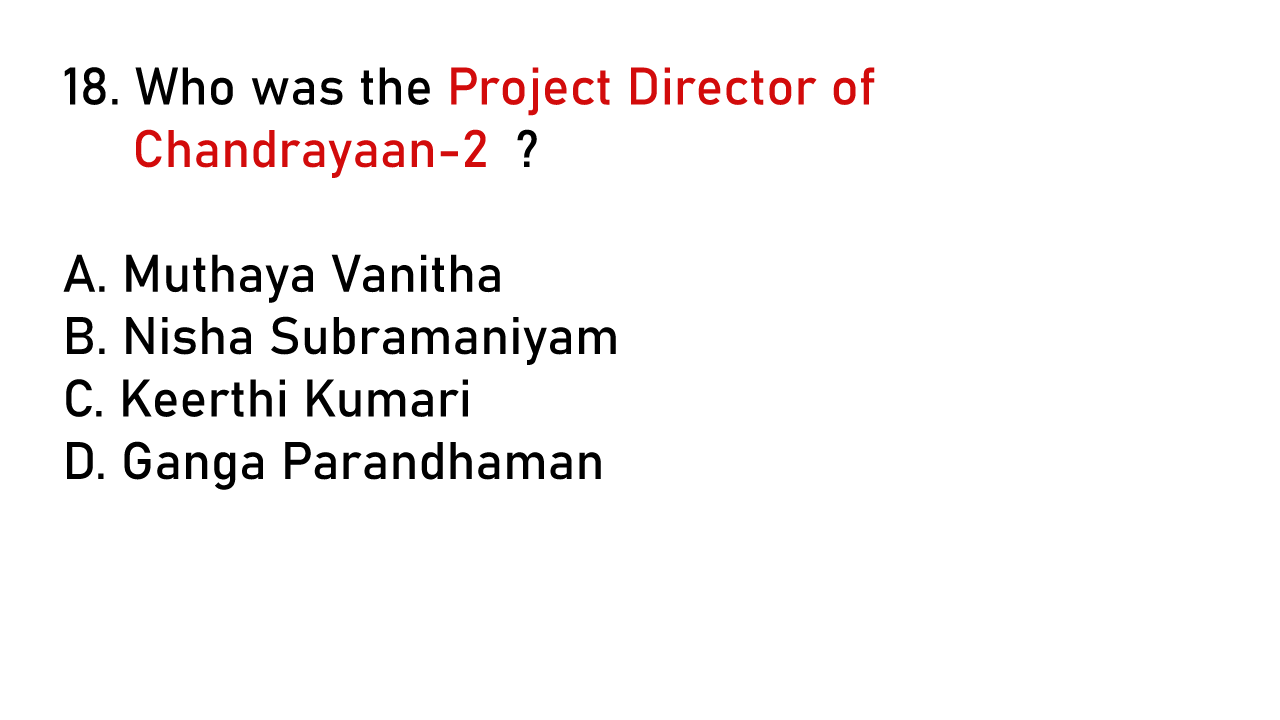 18. Who was the Project Director of
Chandrayaan-2 ?
A. Muthaya Vanitha
B. Nisha Subramaniyam
C. Keerthi Kumari
D. Ganga Parandhaman